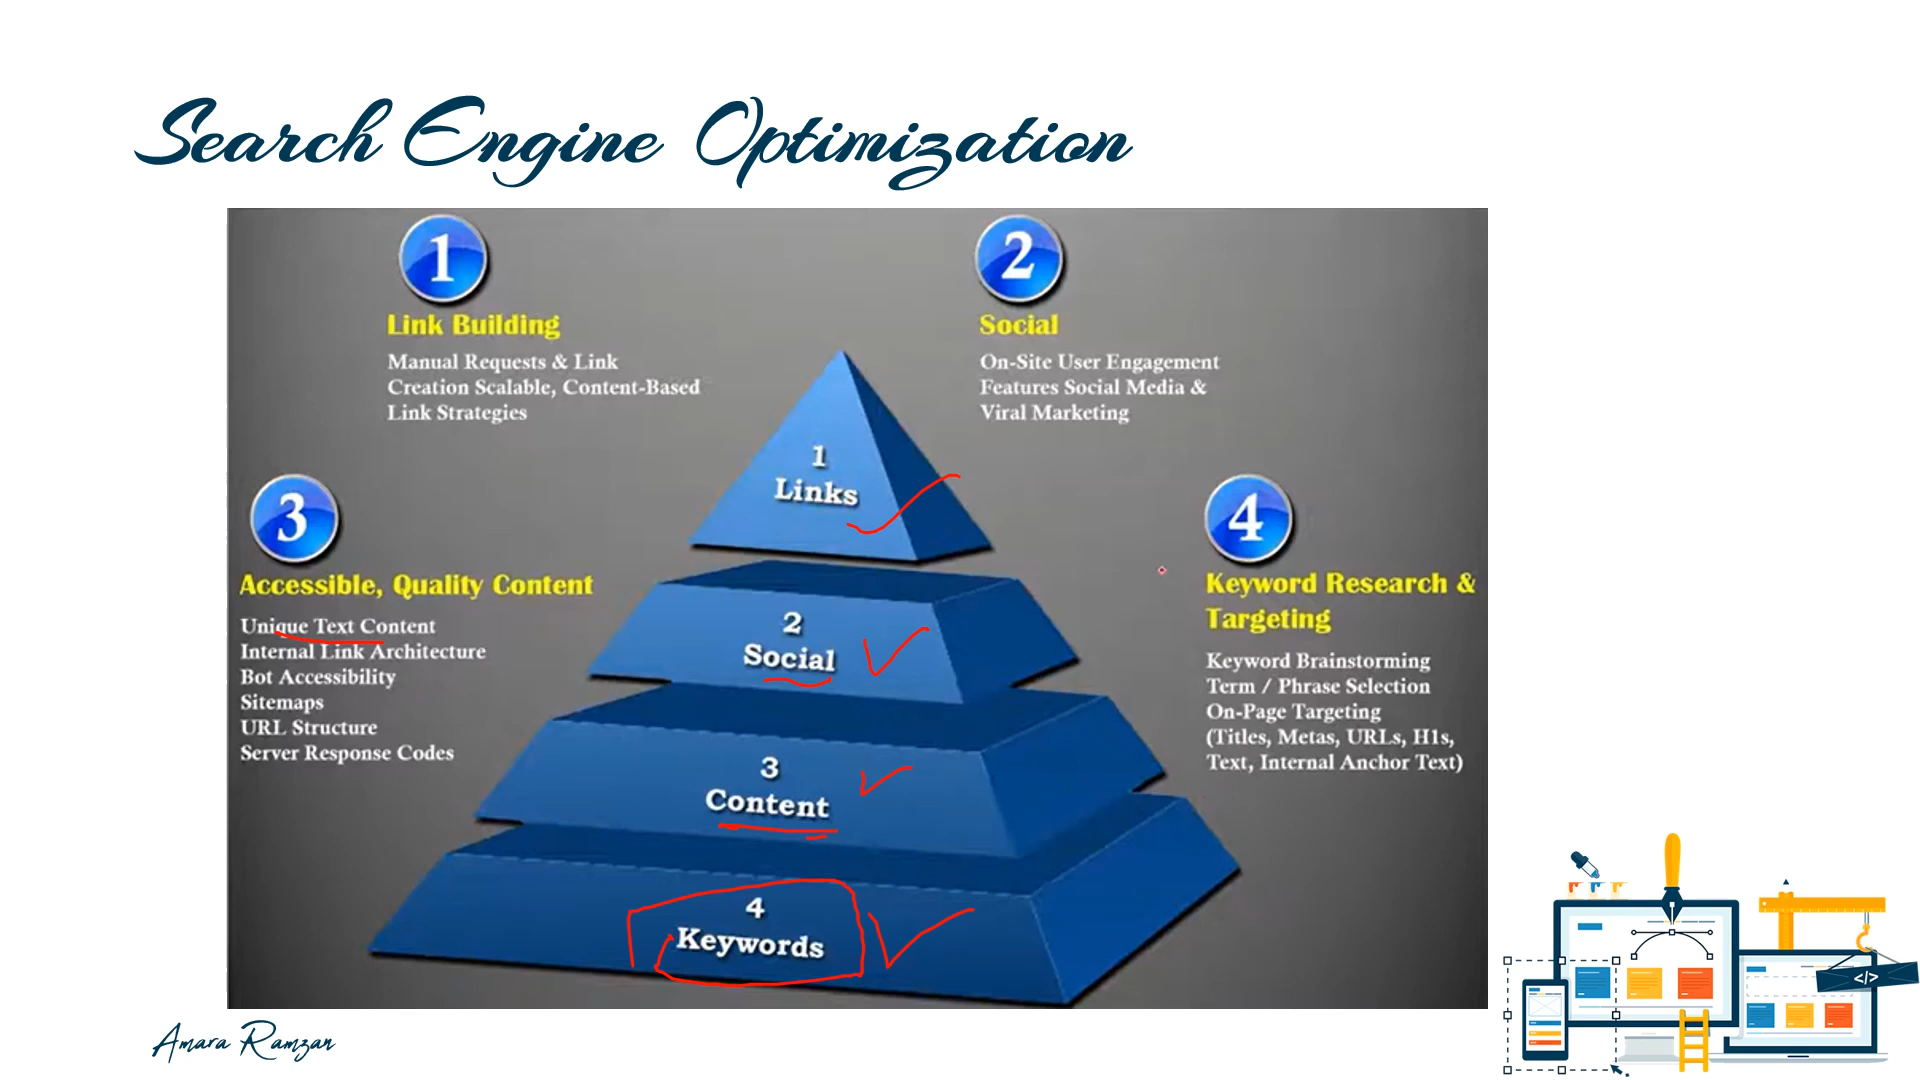 Search Engine Optimization
1
Link Building
Manual Requests & Link
Creation Scalable, Content-Based
Link Strategies
2
Social
On-Site User Engagement
Features Social Media &
Viral Marketing
3
Accessible, Quality Content
Unique Text Content
Internal Link Architecture
Bot Accessibility
Sitemaps
URL Structure
Server Response Codes
1
Links
2
Social
3
Content
4
Keywords
4
Keyword Research &
Targeting
Keyword Brainstorming
Term / Phrase Selection
On-Page Targeting
(Titles, Metas, URLs, H1s,
Text, Internal Anchor Text)
</>
Amara Ramzan